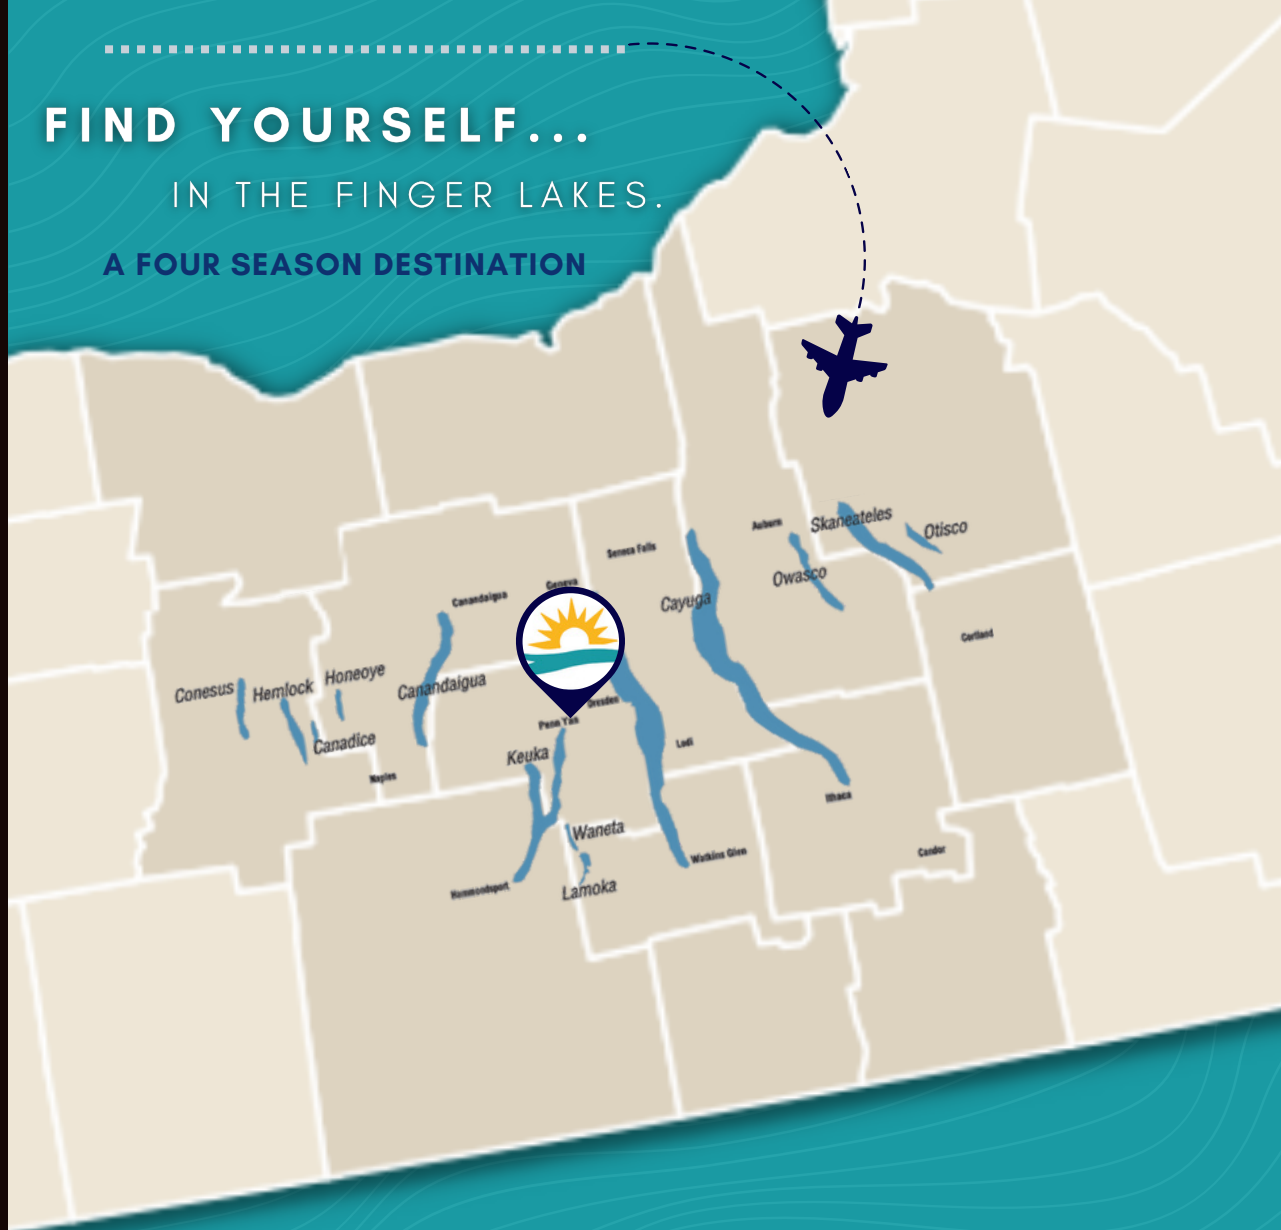 FIND YOURSELF...
IN THE FINGER LAKES.
A FOUR SEASON DESTINATION
Skaneateles
Auburn
Otisco
Seneca Falls
Owasco
Geneva
Canandaigua
Cayuga
Cortland
Honeoye
Conesus
Hemlock
Canandaigua
Dresden
Penn Yan
Canadice
Lodi
Keuka
Naples
Ithaca
Waneta
Watkins Glen
Candor
Hammondsport
Lamoka